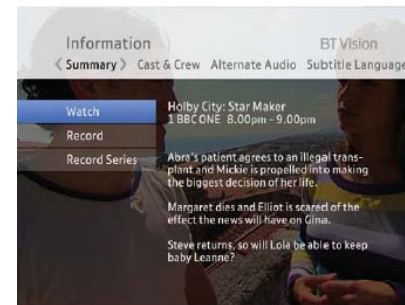 Information
BT Vision
< Summary > Cast & Crew Alternate Audio Subtitle Language
Watch
Record
Record Series
Holby City: Star Maker
1 BBC ONE 8.00pm - 9.00pm
Abra's patient agrees to an illegal trans-
plant and Mickie is propelled into making
the biggest decision of her life.
Margaret dies and Elliot is scared of the
effect the news will have on Gina.
Steve returns, so will Lola be able to keep
baby Leanne?